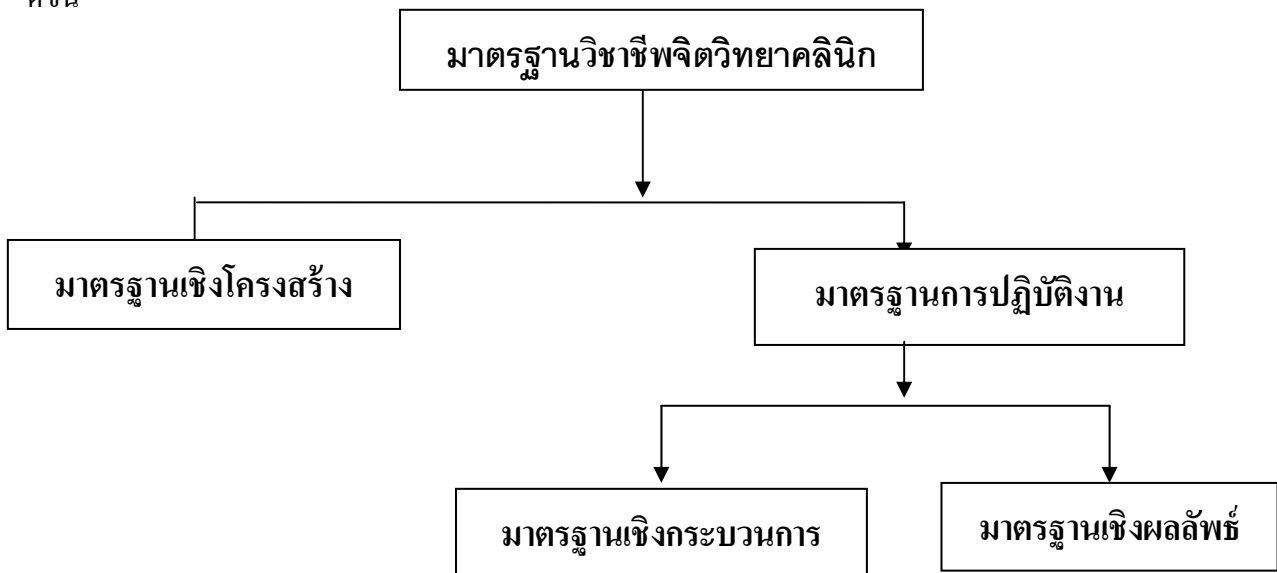 มาตรฐานวิชาชีพจิตวิทยาคลินิก
มาตรฐานเชิงโครงสร้าง
มาตรฐานการปฏิบัติงาน
มาตรฐานเชิงกระบวนการ
มาตรฐานเชิงผลลัพธ์